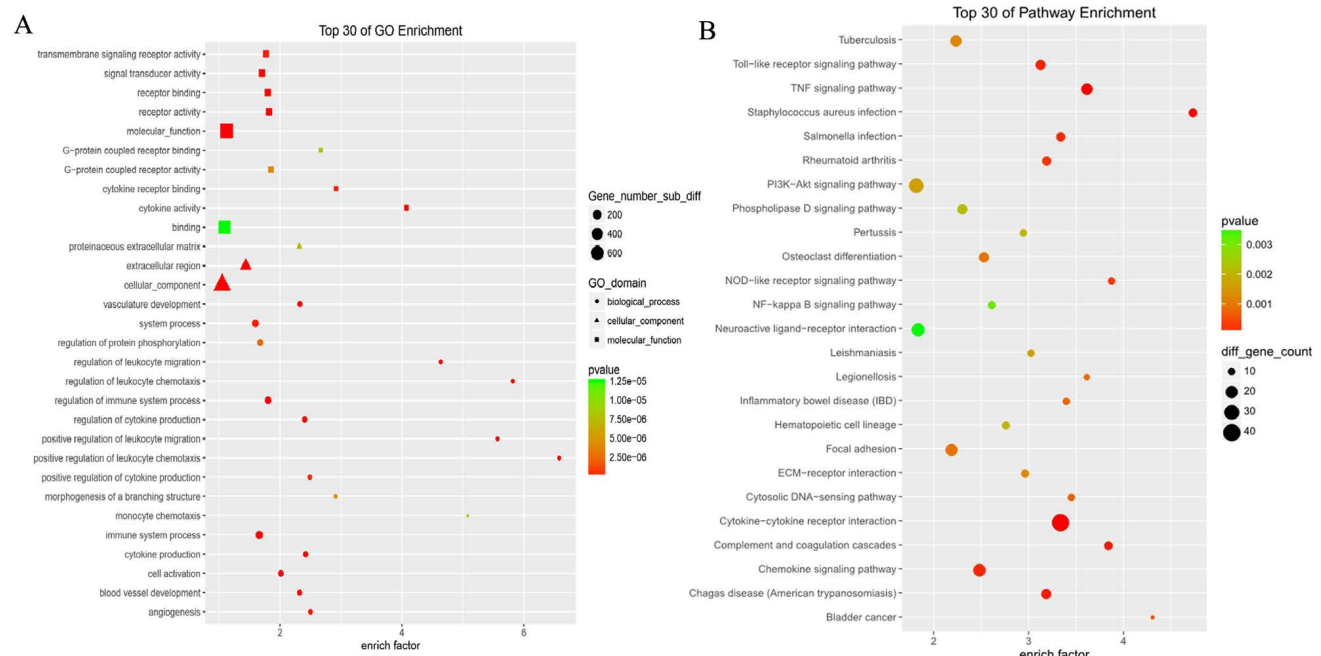 A
Top 30 of GO Enrichment
transmembrane signaling receptor activity
signal transducer activity
receptor binding
receptor activity
molecular_function
G−protein coupled receptor binding
G−protein coupled receptor activity
cytokine receptor binding
cytokine activity
binding
proteinaceous extracellular matrix
extracellular region
cellular_component
vasculature development
system process
regulation of protein phosphorylation
regulation of leukocyte migration
regulation of leukocyte chemotaxis
regulation of immune system process
regulation of cytokine production
positive regulation of leukocyte migration
positive regulation of leukocyte chemotaxis
positive regulation of cytokine production
morphogenesis of a branching structure
monocyte chemotaxis
immune system process
cytokine production
cell activation
blood vessel development
angiogenesis
2 4 6
enrich factor
Gene_number_sub_diff
200
400
600
GO_domain
biological_process
cellular_component
molecular_function
pvalue
1.25e−05
1.00e−05
7.50e−06
5.00e−06
2.50e−06
B
Top 30 of Pathway Enrichment
Tuberculosis
Toll−like receptor signaling pathway
TNF signaling pathway
Staphylococcus aureus infection
Salmonella infection
Rheumatoid arthritis
PI3K−Akt signaling pathway
Phospholipase D signaling pathway
Pertussis
Osteoclast differentiation
NOD−like receptor signaling pathway
NF−kappa B signaling pathway
Neuroactive ligand−receptor interaction
Leishmaniasis
Legionellosis
Inflammatory bowel disease (IBD)
Hematopoietic cell lineage
Focal adhesion
ECM−receptor interaction
Cytosolic DNA−sensing pathway
Cytokine−cytokine receptor interaction
Complement and coagulation cascades
Chemokine signaling pathway
Chagas disease (American trypanosomiasis)
Bladder cancer
2 3 4
enrich factor
pvalue
0.003
0.002
0.001
diff_gene_count
10
20
30
40